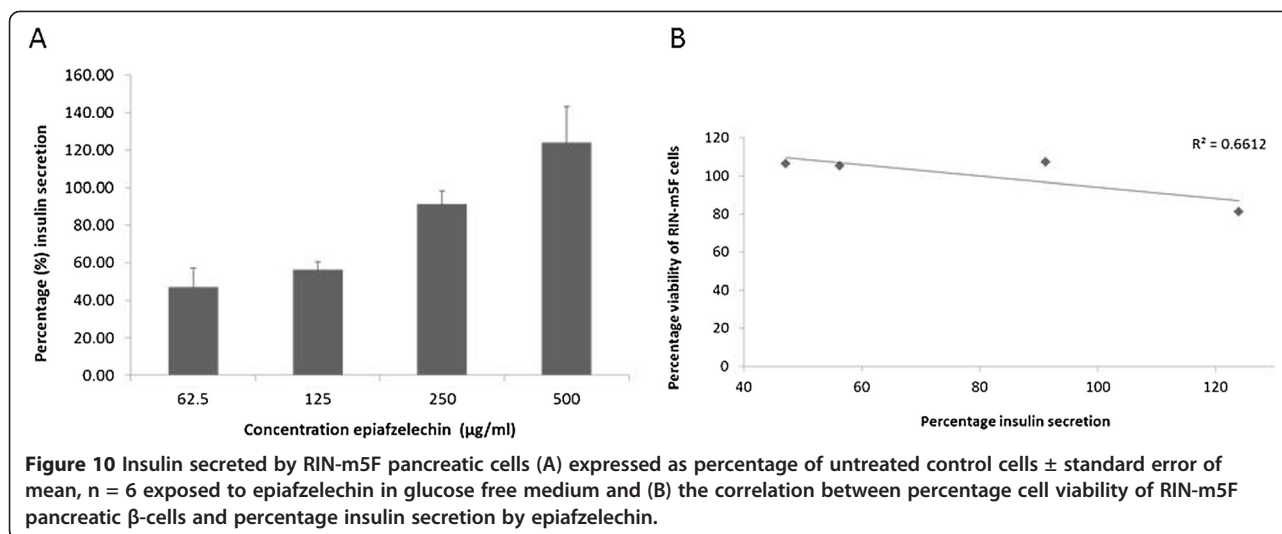 A
160.00
140.00
120.00
100.00
80.00
60.00
40.00
20.00
0.00
Percentage (%) insulin secretion
62.5 125 250 500
Concentration epiafzelechin (µg/ml)
B
120
100
80
60
40
20
0
Percentage viability of RIN-m5F cells
R² = 0.6612
40 60 80 100 120
Percentage insulin secretion
Figure 10 Insulin secreted by RIN-m5F pancreatic cells (A) expressed as percentage of untreated control cells ± standard error of
mean, n = 6 exposed to epiafzelechin in glucose free medium and (B) the correlation between percentage cell viability of RIN-m5F
pancreatic β-cells and percentage insulin secretion by epiafzelechin.